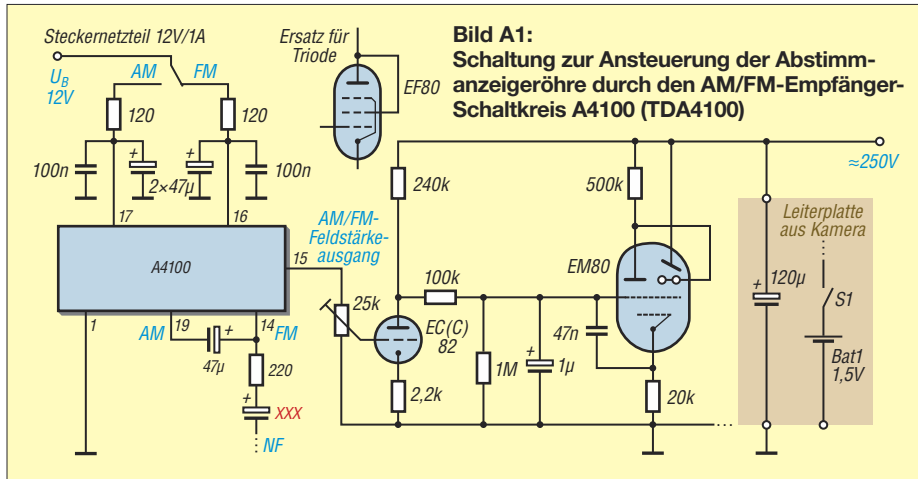 Steckernetzteil 12V/1A
AM
FM
U_B
12V
120
120
100n
+
2×47µ
+
100n
17
16
A4100
15
AM/FM-
Feldstärke-
ausgang
1
AM
19
14
FM
+
47µ
220
+
XXX
NF
Ersatz für
Triode
EF80
Bild A1:
Schaltung zur Ansteuerung der Abstimm-
anzeigeröhre durch den AM/FM-Empfänger-
Schaltkreis A4100 (TDA4100)
≈250V
240k
500k
25k
100k
EC(C)
82
2,2k
1M
+
1µ
47n
EM80
20k
Leiterplatte
aus Kamera
+
120µ
S1
Bat1
1,5V